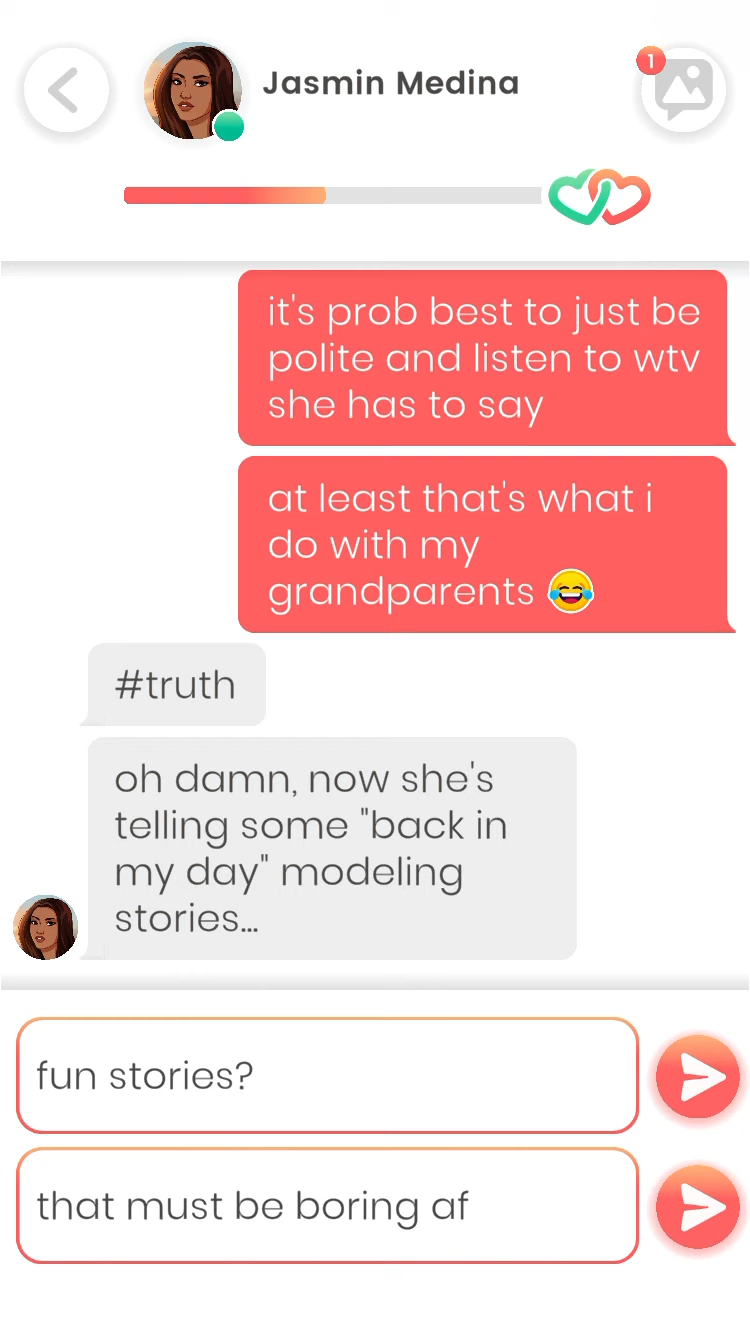 Jasmin Medina
1
it's prob best to just be
polite and listen to wtv
she has to say
at least that's what i
do with my
grandparents 😂
#truth
oh damn, now she's
telling some "back in
my day" modeling
stories...
fun stories?
that must be boring af